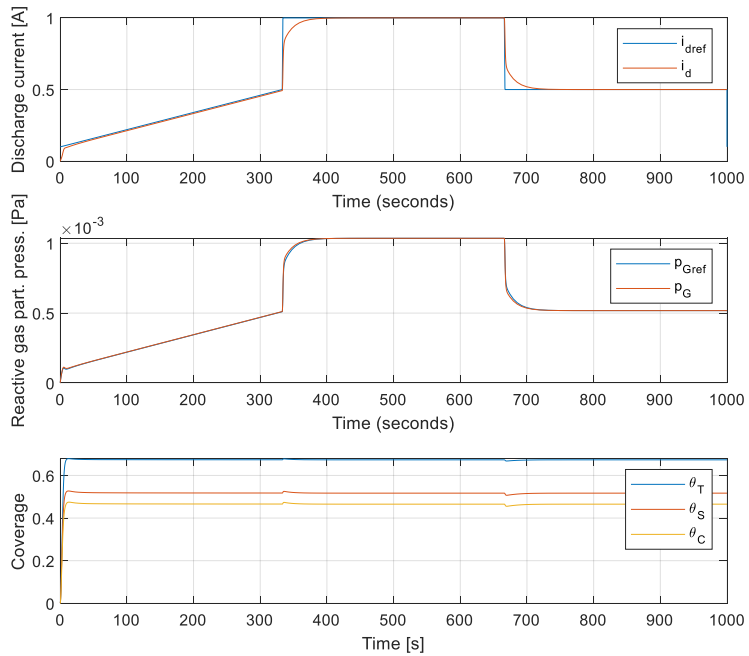 Discharge current [A]
1
0.5
0
i_dref
i_d
0 100 200 300 400 500 600 700 800 900 1000
Time (seconds)
Reactive gas part. press. [Pa]
×10^-3
1
0.5
0
p_Gref
p_G
0 100 200 300 400 500 600 700 800 900 1000
Time (seconds)
Coverage
0.6
0.4
0.2
0
θ_T
θ_S
θ_C
0 100 200 300 400 500 600 700 800 900 1000
Time [s]